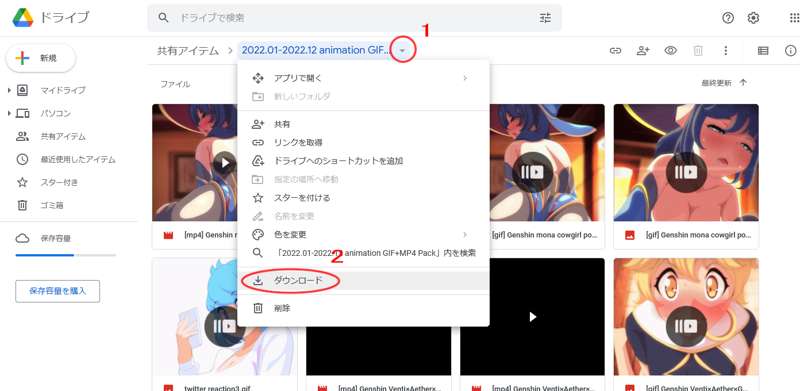 ドライブ
ドライブで検索
1
共有アイテム
2022.01-2022.12 animation GIF...
新規
マイドライブ
パソコン
共有アイテム
最近使用したアイテム
スター付き
ゴミ箱
保存容量
保存容量を購入
ファイル
最終更新
アプリで開く
新しいフォルダ
共有
リンクを取得
ドライブへのショートカットを追加
指定の場所へ移動
スターを付ける
名前を変更
色を変更
2
「2022.01-2022.12 animation GIF+MP4 Pack」内を検索
ダウンロード
削除
[mp4] Genshin
[gif] Genshin mona cowgirl po...
[gif] Genshin mona cowgirl po...
twitter reaction3.gif
[mp4] Genshin VentixAetherx...
[mp4] Genshin VentixAetherx...
[gif] Genshin VentixAetherxG...